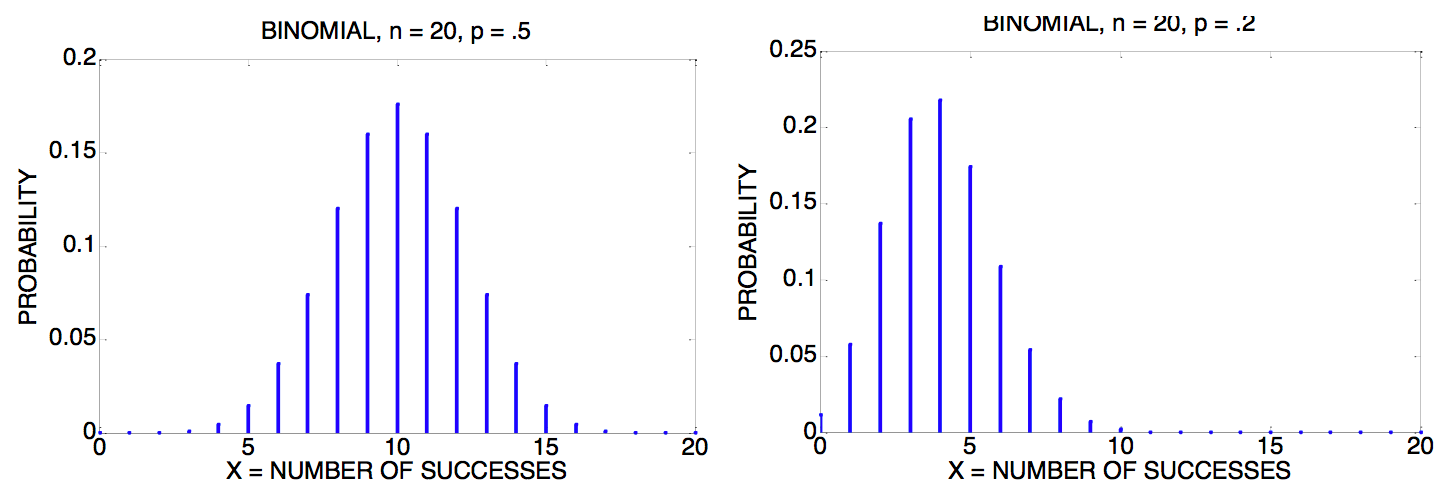 BINOMIAL, n = 20, p = .5
0.2
0.15
0.1
0.05
0
PROBABILITY
0 5 10 15 20
X = NUMBER OF SUCCESSES
BINOMIAL, n = 20, p = .2
0.25
0.2
0.15
0.1
0.05
0
PROBABILITY
0 5 10 15 20
X = NUMBER OF SUCCESSES